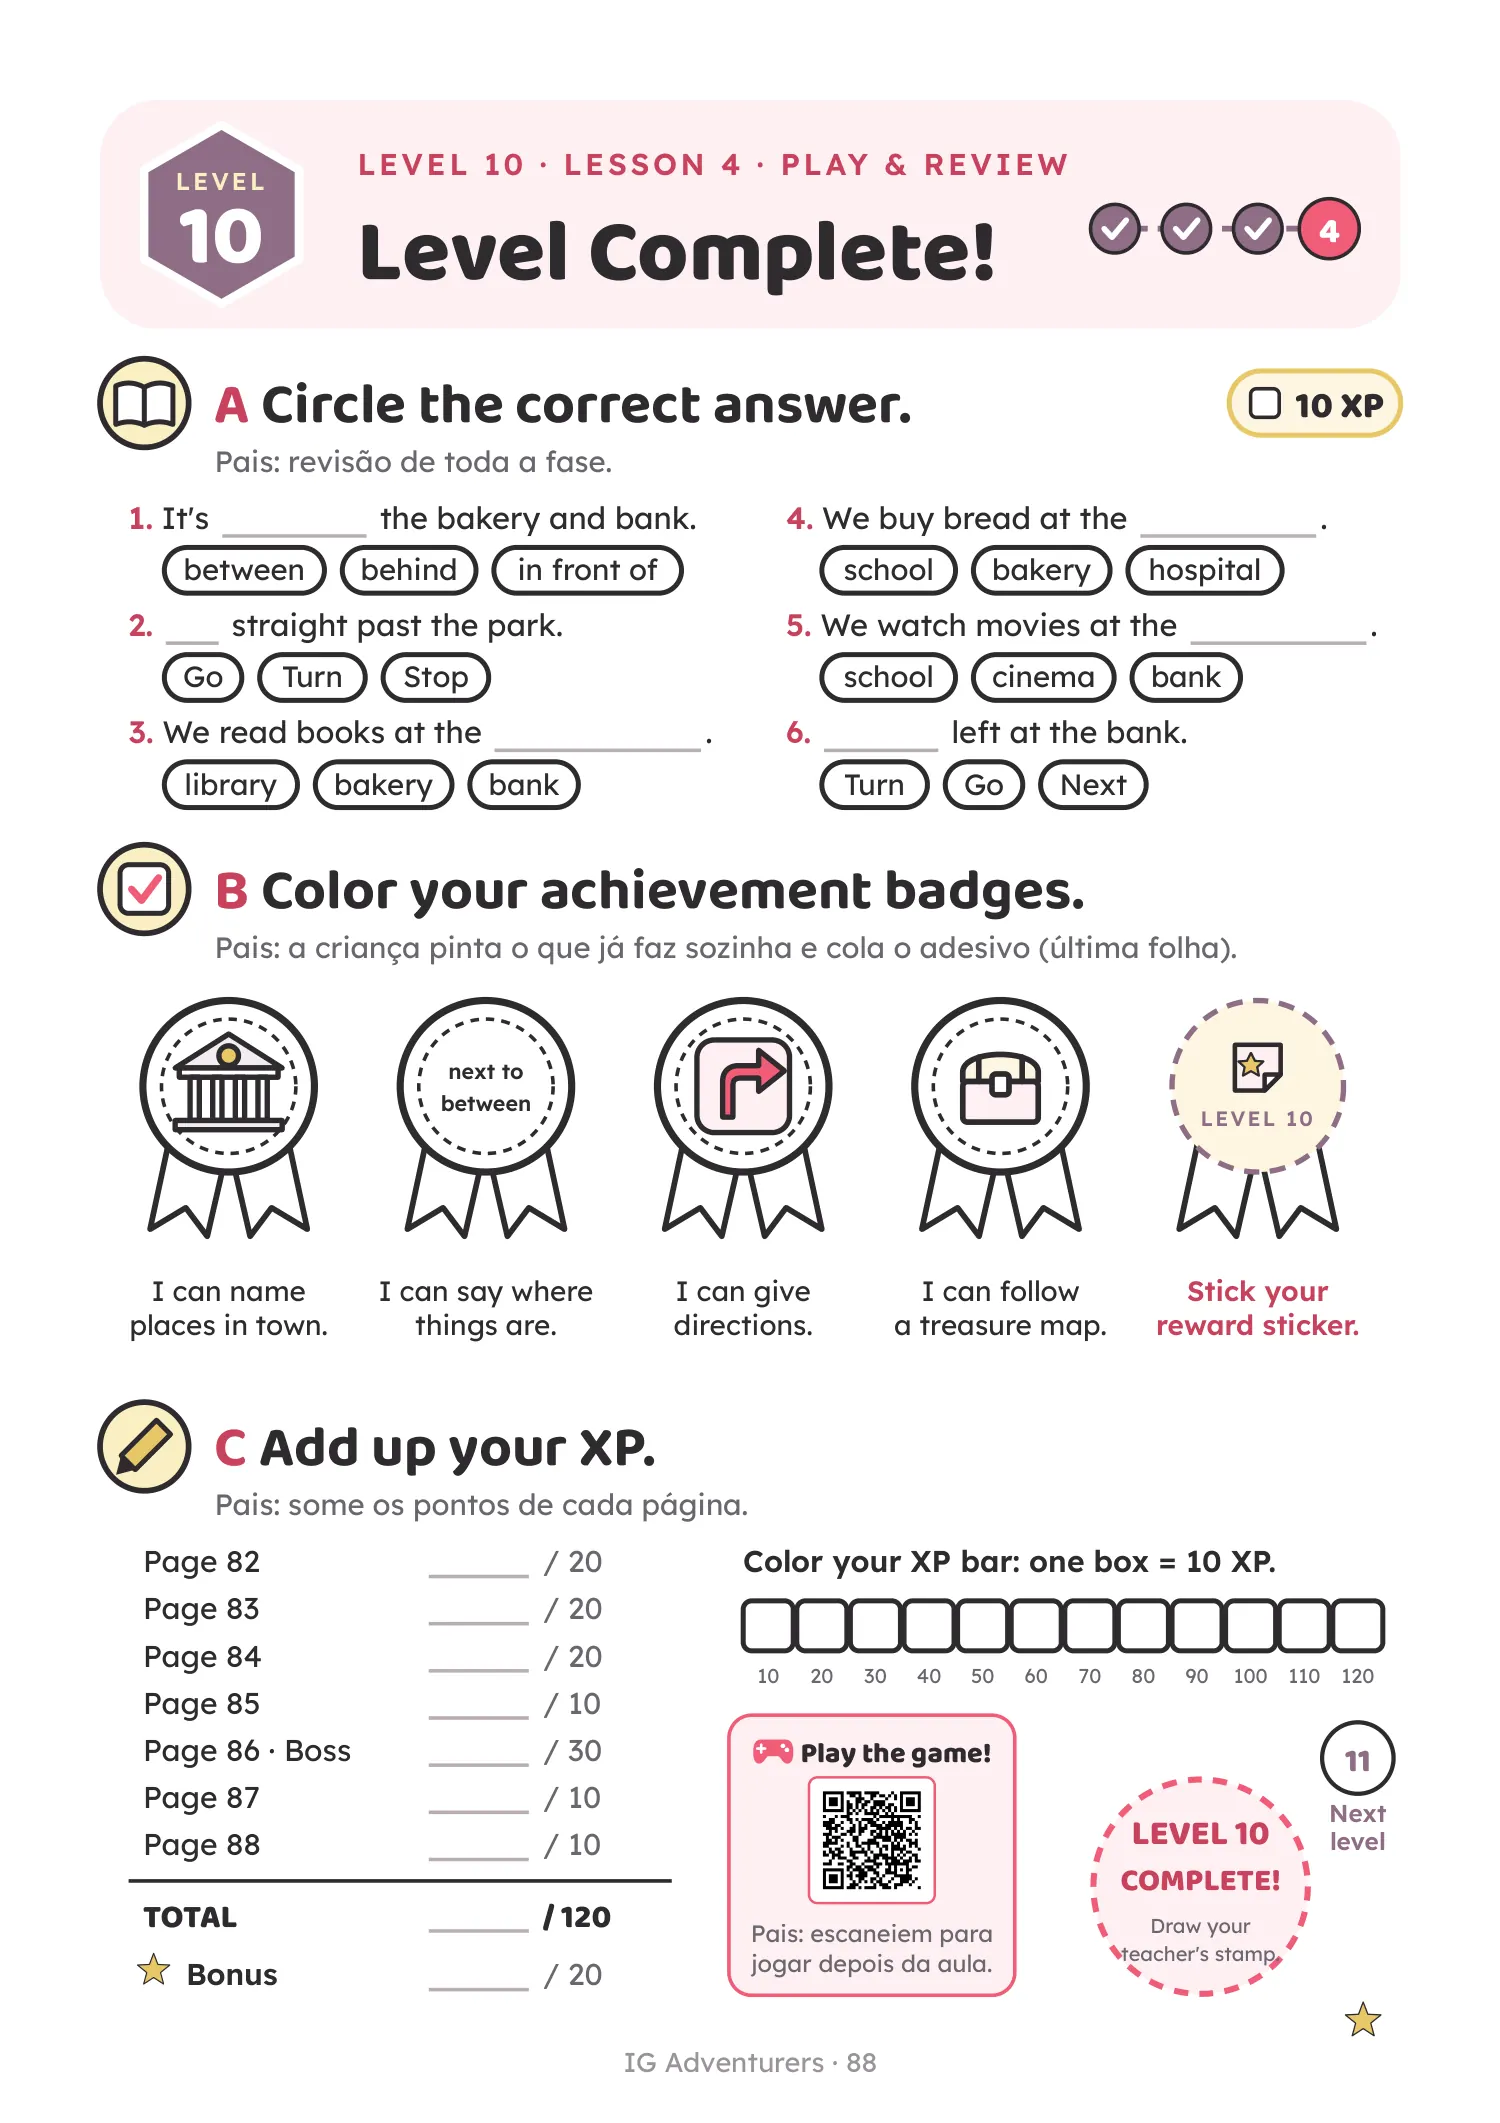 LEVEL 10 · LESSON 4 · PLAY & REVIEW
LEVEL
10
Level Complete!
4
A Circle the correct answer.
10 XP
Pais: revisão de toda a fase.
1. It's ________ the bakery and bank.
between behind in front of
2. ___ straight past the park.
Go Turn Stop
3. We read books at the ____________.
library bakery bank
4. We buy bread at the __________.
school bakery hospital
5. We watch movies at the __________.
school cinema bank
6. ______ left at the bank.
Turn Go Next
B Color your achievement badges.
Pais: a criança pinta o que já faz sozinha e cola o adesivo (última folha).
next to
between
LEVEL 10
I can name
places in town.
I can say where
things are.
I can give
directions.
I can follow
a treasure map.
Stick your
reward sticker.
C Add up your XP.
Pais: some os pontos de cada página.
Page 82 ______ / 20
Page 83 ______ / 20
Page 84 ______ / 20
Page 85 ______ / 10
Page 86 · Boss ______ / 30
Page 87 ______ / 10
Page 88 ______ / 10
TOTAL ______ / 120
Bonus ______ / 20
Color your XP bar: one box = 10 XP.
10 20 30 40 50 60 70 80 90 100 110 120
Play the game!
Pais: escaneiem para
jogar depois da aula.
11
Next
level
LEVEL 10
COMPLETE!
Draw your
teacher's stamp
IG Adventurers · 88